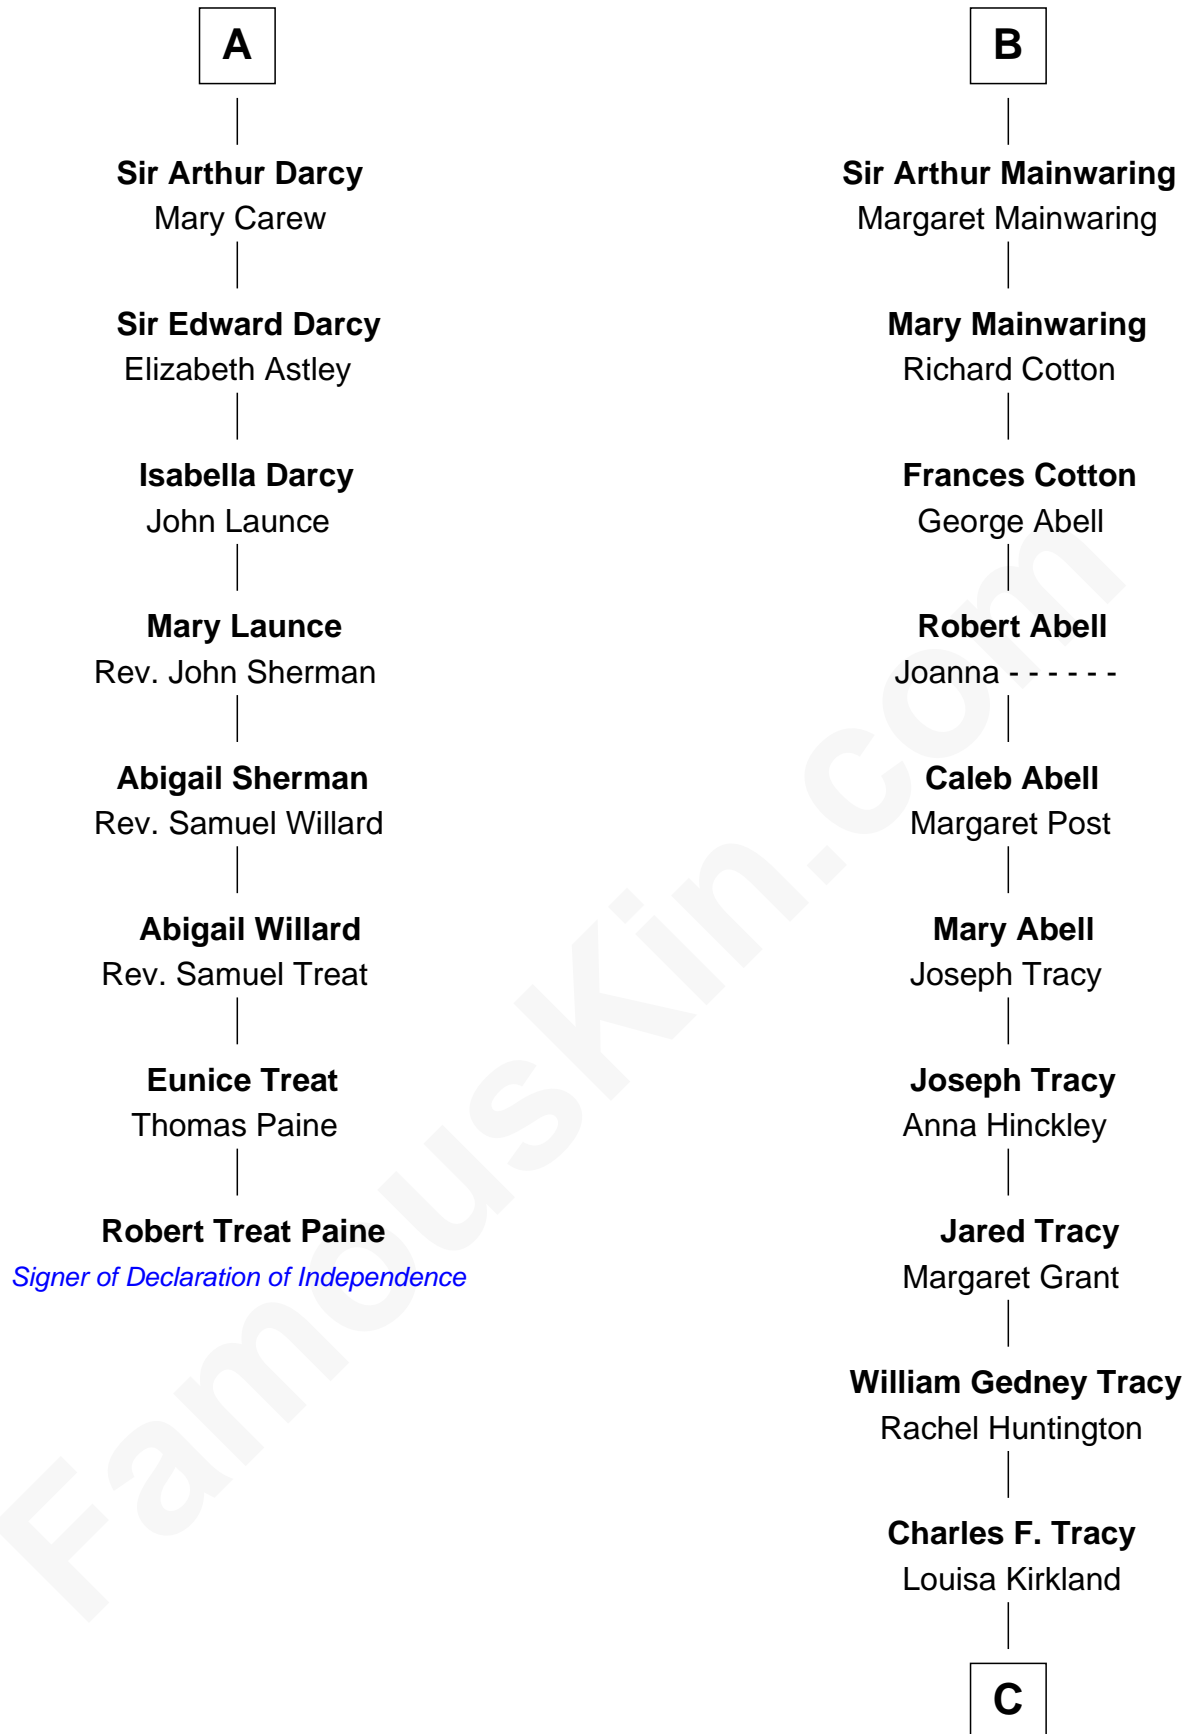 A
Sir Arthur Darcy
Mary Carew
Sir Edward Darcy
Elizabeth Astley
Isabella Darcy
John Launce
Mary Launce
Rev. John Sherman
Abigail Sherman
Rev. Samuel Willard
Abigail Willard
Rev. Samuel Treat
Eunice Treat
Thomas Paine
Robert Treat Paine
Signer of Declaration of Independence
B
Sir Arthur Mainwaring
Margaret Mainwaring
Mary Mainwaring
Richard Cotton
Frances Cotton
George Abell
Robert Abell
Joanna - - - - - -
Caleb Abell
Margaret Post
Mary Abell
Joseph Tracy
Joseph Tracy
Anna Hinckley
Jared Tracy
Margaret Grant
William Gedney Tracy
Rachel Huntington
Charles F. Tracy
Louisa Kirkland
C
FamousKin.com